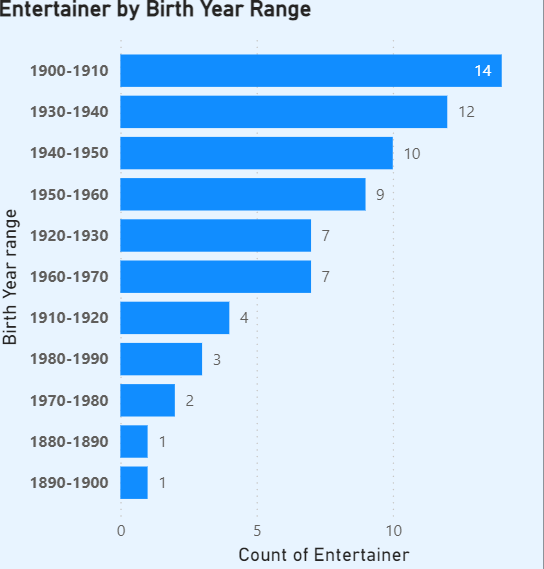 Entertainer by Birth Year Range
1900-1910 14
1930-1940 12
1940-1950 10
1950-1960 9
1920-1930 7
1960-1970 7
1910-1920 4
1980-1990 3
1970-1980 2
1880-1890 1
1890-1900 1
Birth Year range
0 5 10
Count of Entertainer